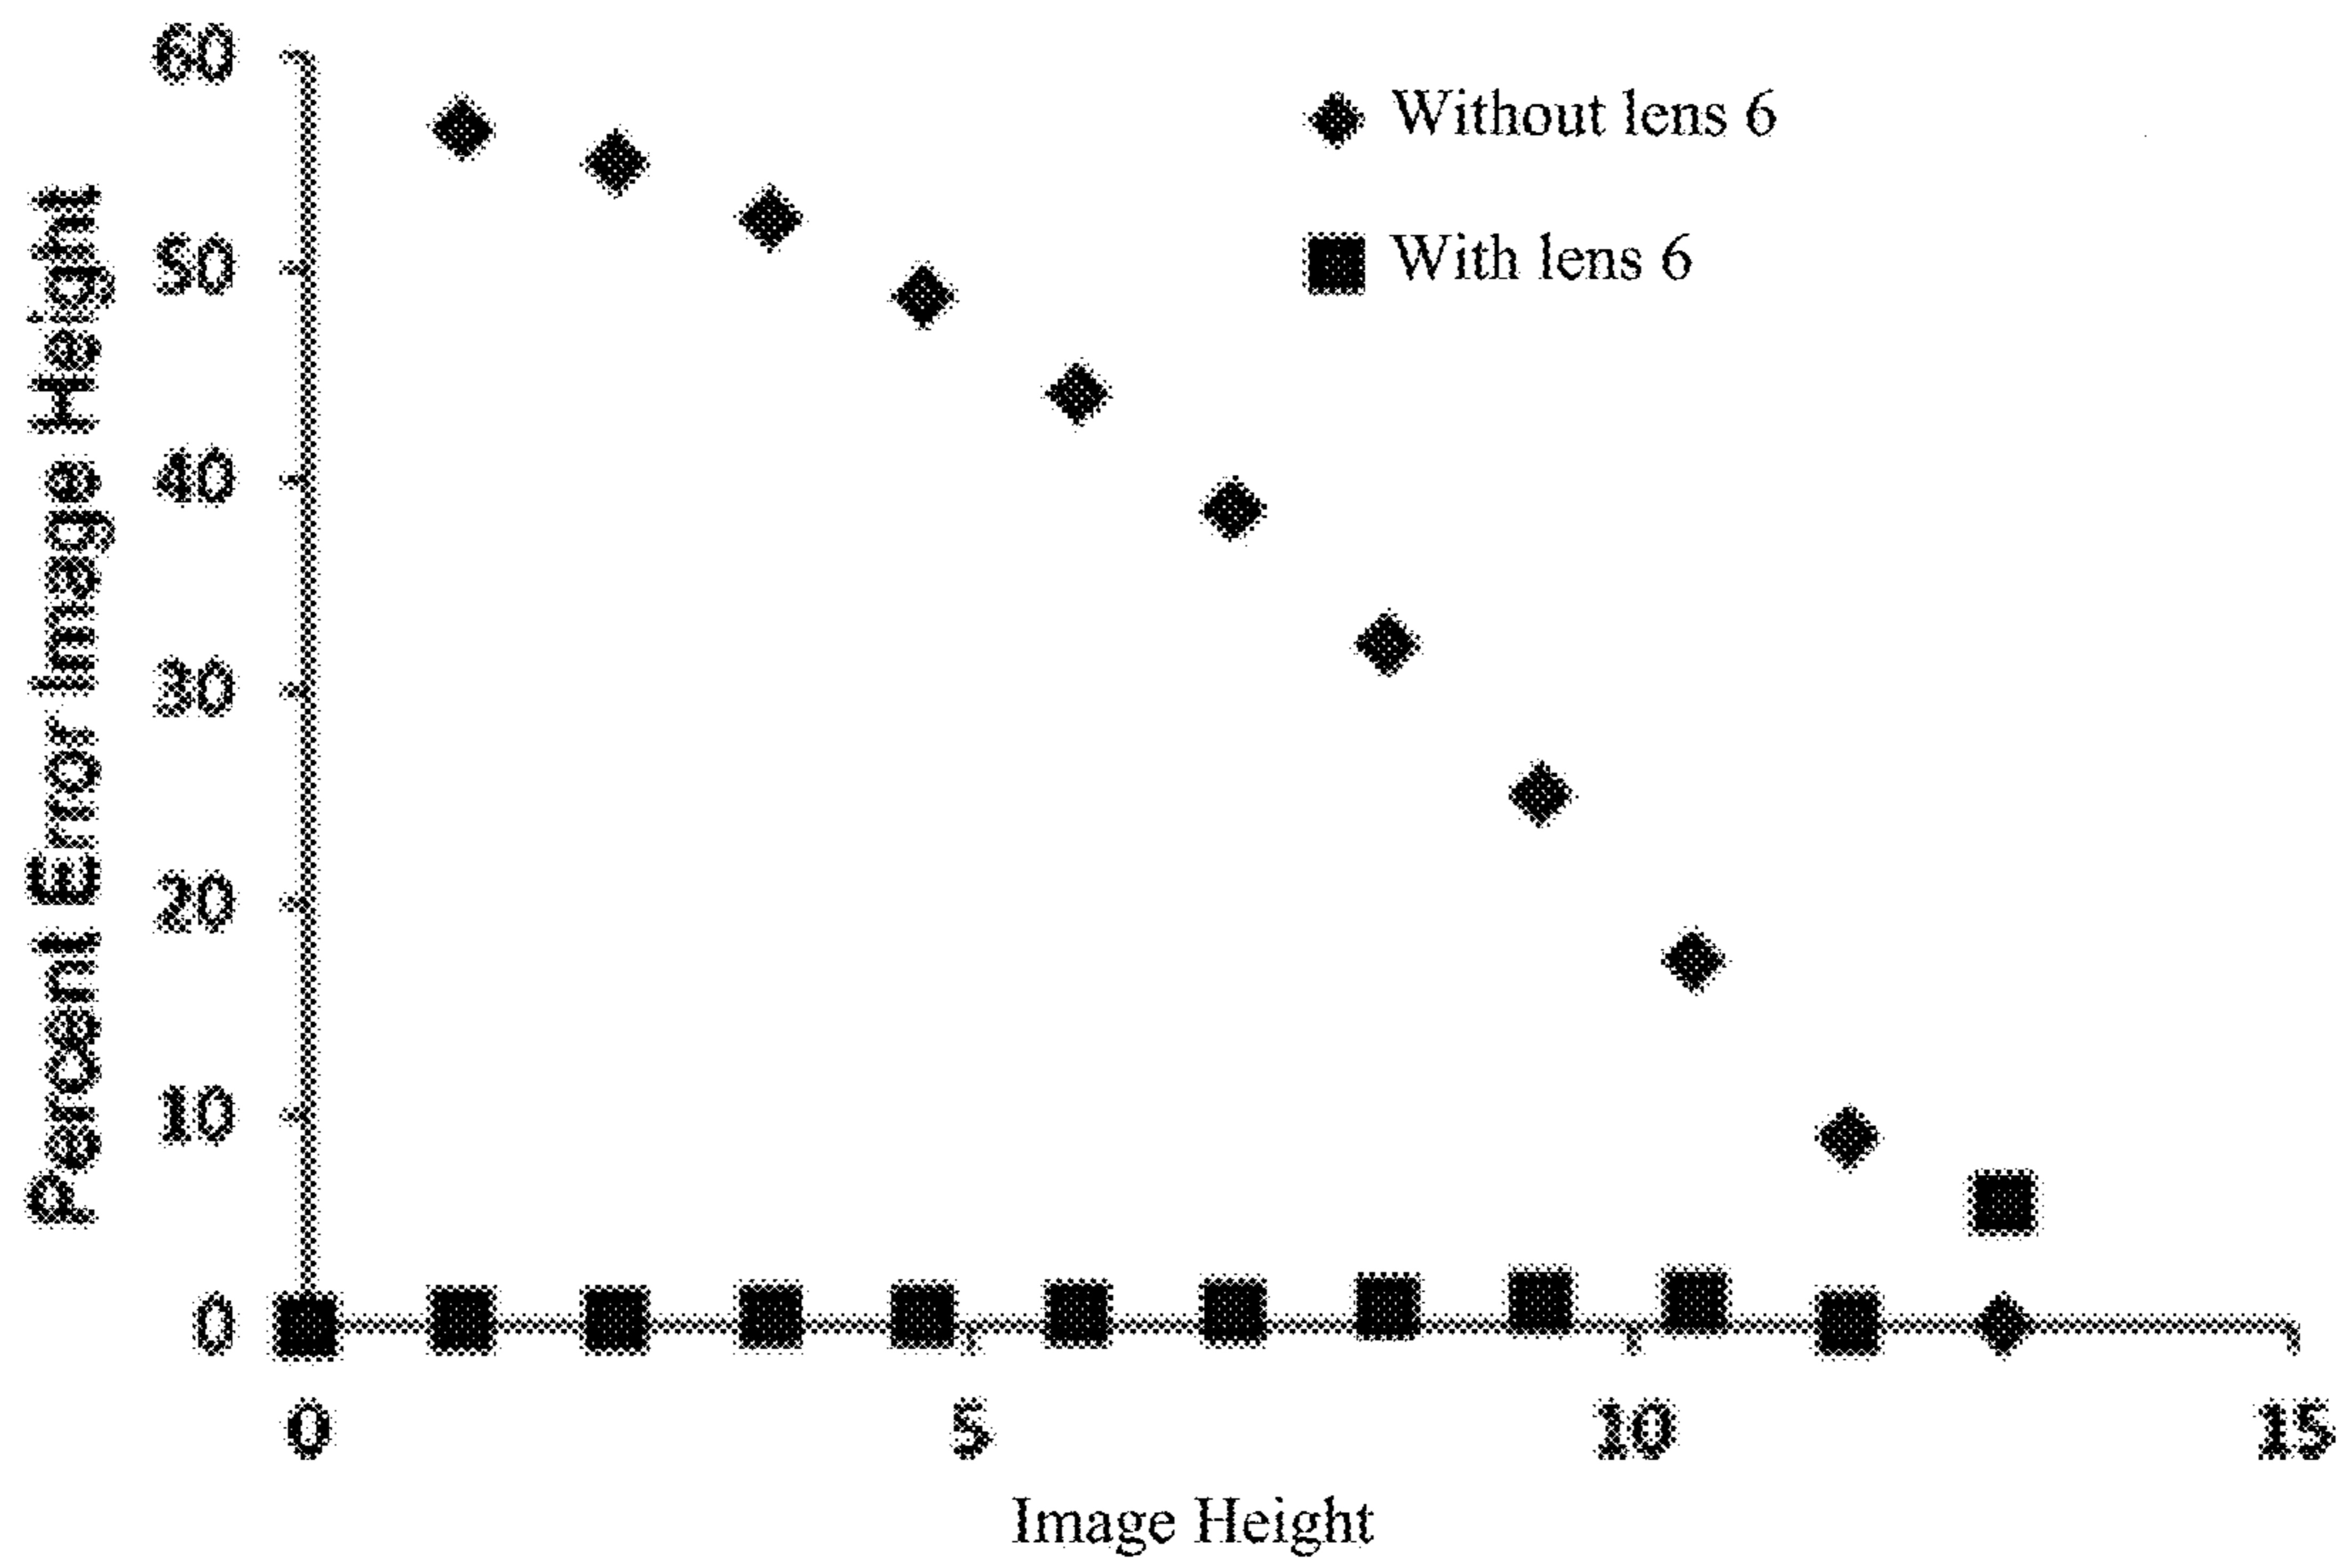 Percent Error Image Height
60
50
40
30
20
10
0
Without lens 6
With lens 6
0
5
10
15
Image Height